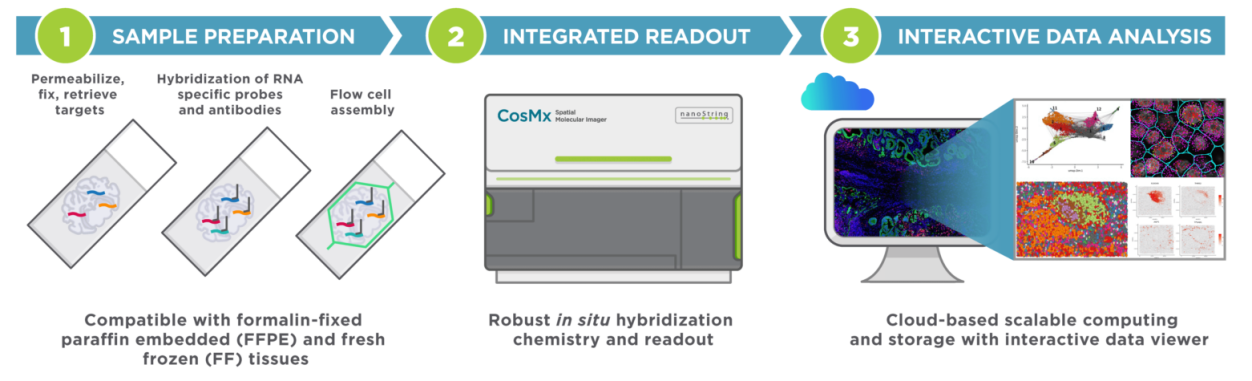 1 SAMPLE PREPARATION
2 INTEGRATED READOUT
3 INTERACTIVE DATA ANALYSIS
Permeabilize,
fix, retrieve
targets
Hybridization of RNA
specific probes
and antibodies
Flow cell
assembly
CosMx Spatial
Molecular Imager
nanoString
Compatible with formalin-fixed
paraffin embedded (FFPE) and fresh
frozen (FF) tissues
Robust in situ hybridization
chemistry and readout
Cloud-based scalable computing
and storage with interactive data viewer